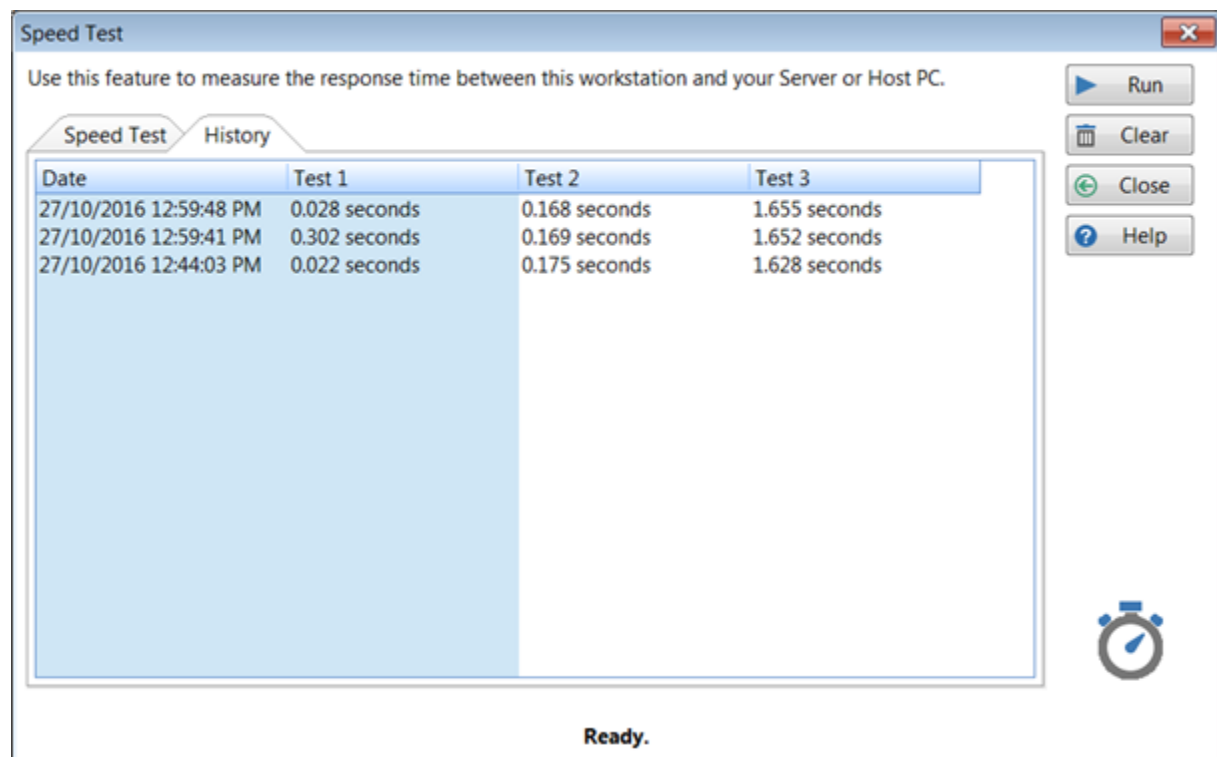 Speed Test
Use this feature to measure the response time between this workstation and your Server or Host PC.
Run
Clear
Close
Help
Speed Test History
Date Test 1 Test 2 Test 3
27/10/2016 12:59:48 PM 0.028 seconds 0.168 seconds 1.655 seconds
27/10/2016 12:59:41 PM 0.302 seconds 0.169 seconds 1.652 seconds
27/10/2016 12:44:03 PM 0.022 seconds 0.175 seconds 1.628 seconds
Ready.